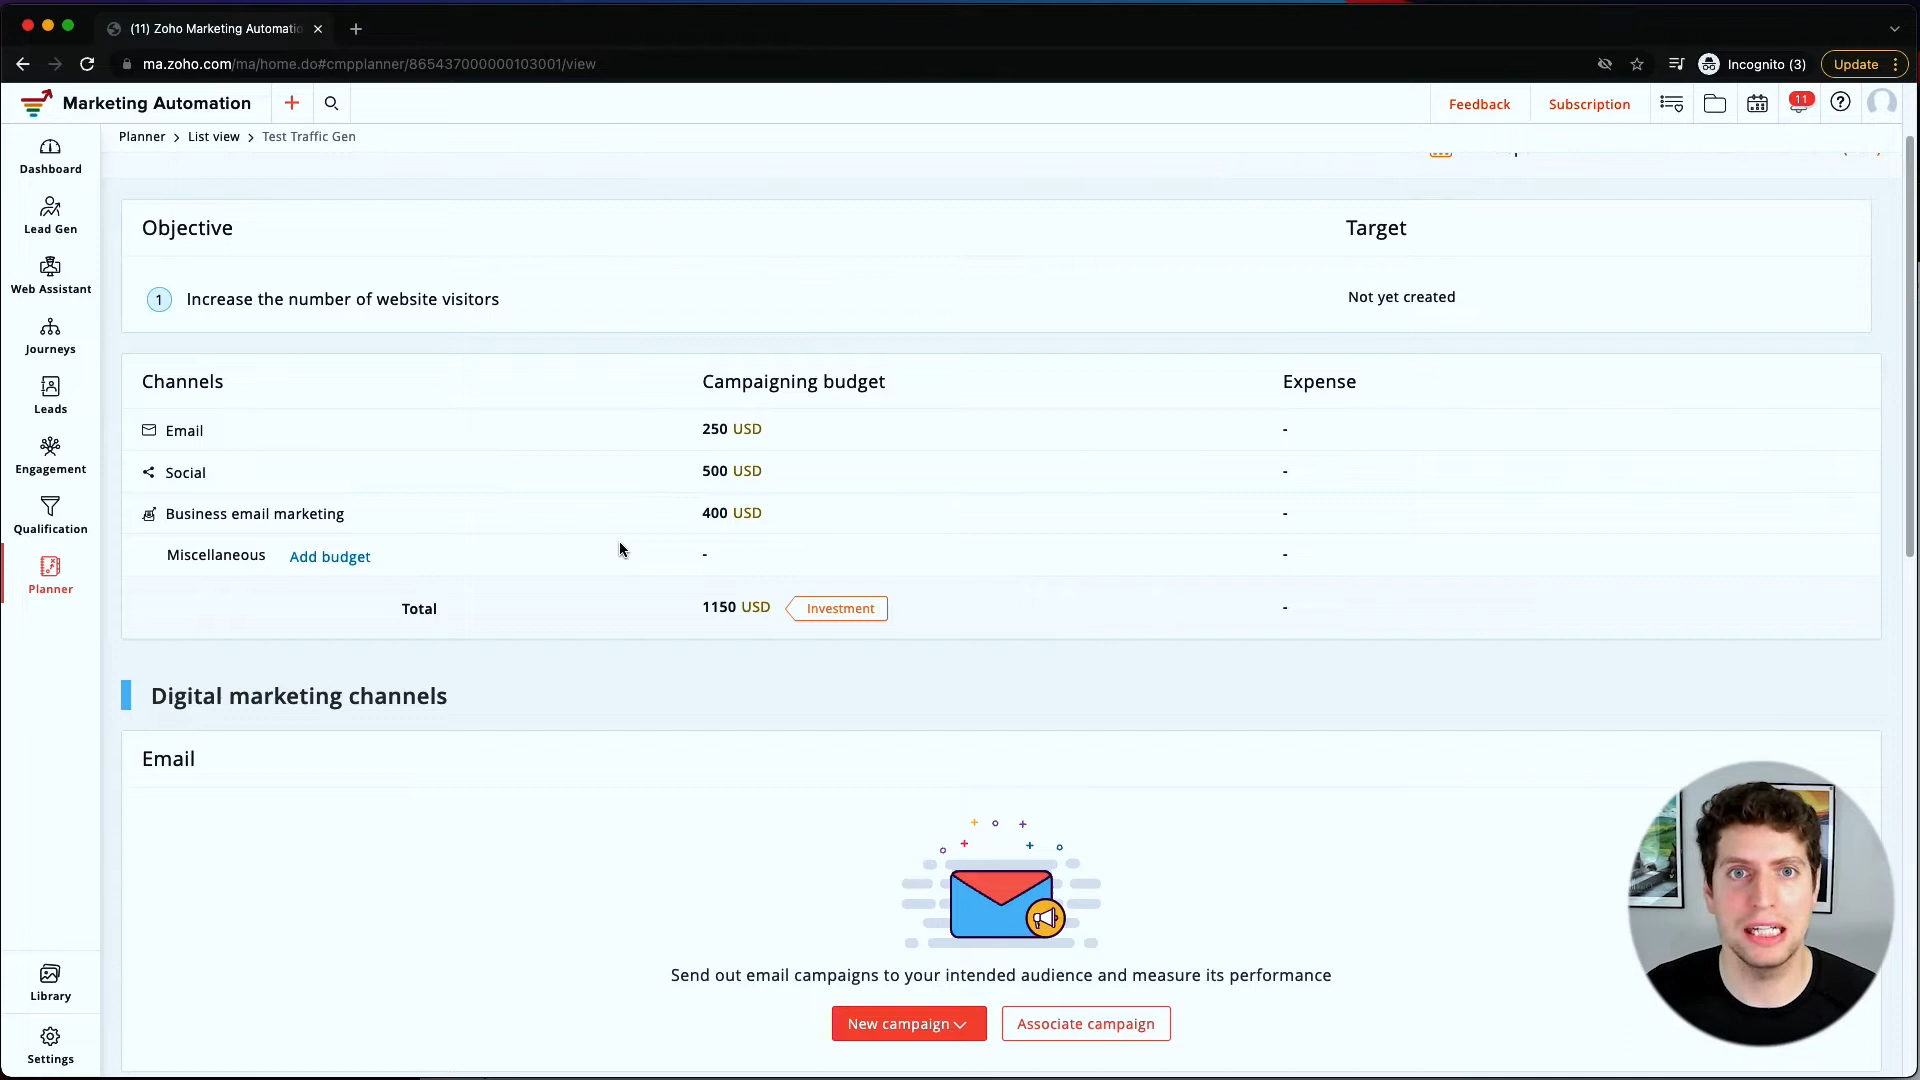 (11) Zoho Marketing Automatio
ma.zoho.com/ma/home.do#cmpplanner/865437000000103001/view
Incognito (3)
Update
Marketing Automation
Feedback
Subscription
11
Planner > List view > Test Traffic Gen
Dashboard
Lead Gen
Web Assistant
Journeys
Leads
Engagement
Qualification
Planner
Library
Settings
Objective
Target
1 Increase the number of website visitors
Not yet created
Channels
Campaigning budget
Expense
Email
250 USD
-
Social
500 USD
-
Business email marketing
400 USD
-
Miscellaneous
Add budget
-
-
Total
1150 USD
Investment
-
Digital marketing channels
Email
Send out email campaigns to your intended audience and measure its performance
New campaign
Associate campaign